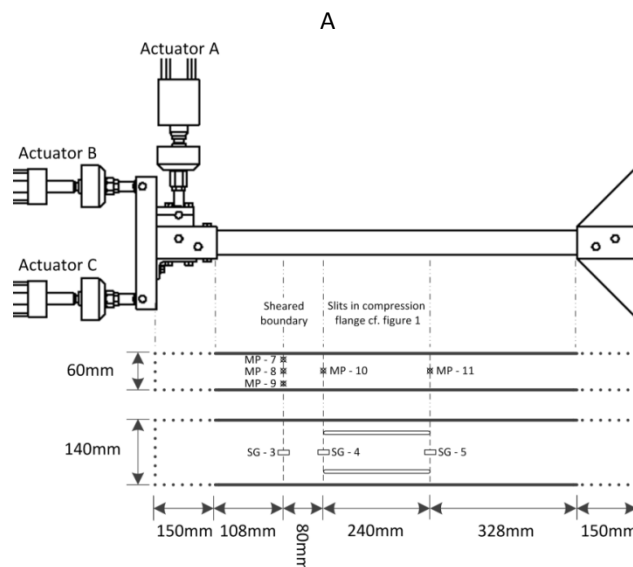 A
Actuator A
Actuator B
Actuator C
Sheared
boundary
Slits in compression
flange cf. figure 1
60mm
MP - 7
MP - 8
MP - 9
MP - 10
MP - 11
140mm
SG - 3
SG - 4
SG - 5
150mm
108mm
80mm
240mm
328mm
150mm